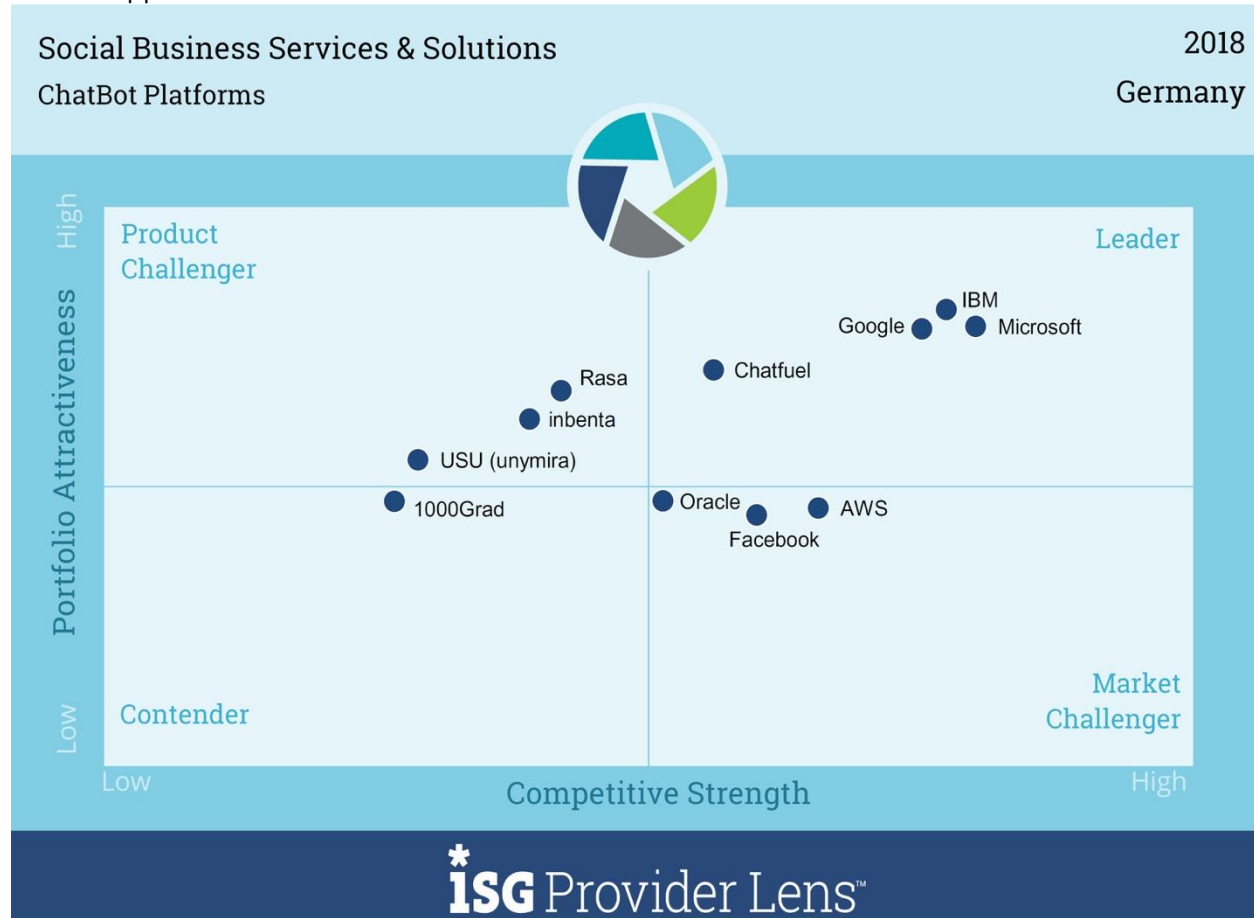 Social Business Services & Solutions
2018
ChatBot Platforms
Germany
High
Product
Challenger
Leader
Portfolio Attractiveness
IBM
Google
Microsoft
Chatfuel
Rasa
inbenta
USU (unymira)
1000Grad
Oracle
AWS
Facebook
Low
Contender
Market
Challenger
Low
Competitive Strength
High
*ISG Provider Lens™